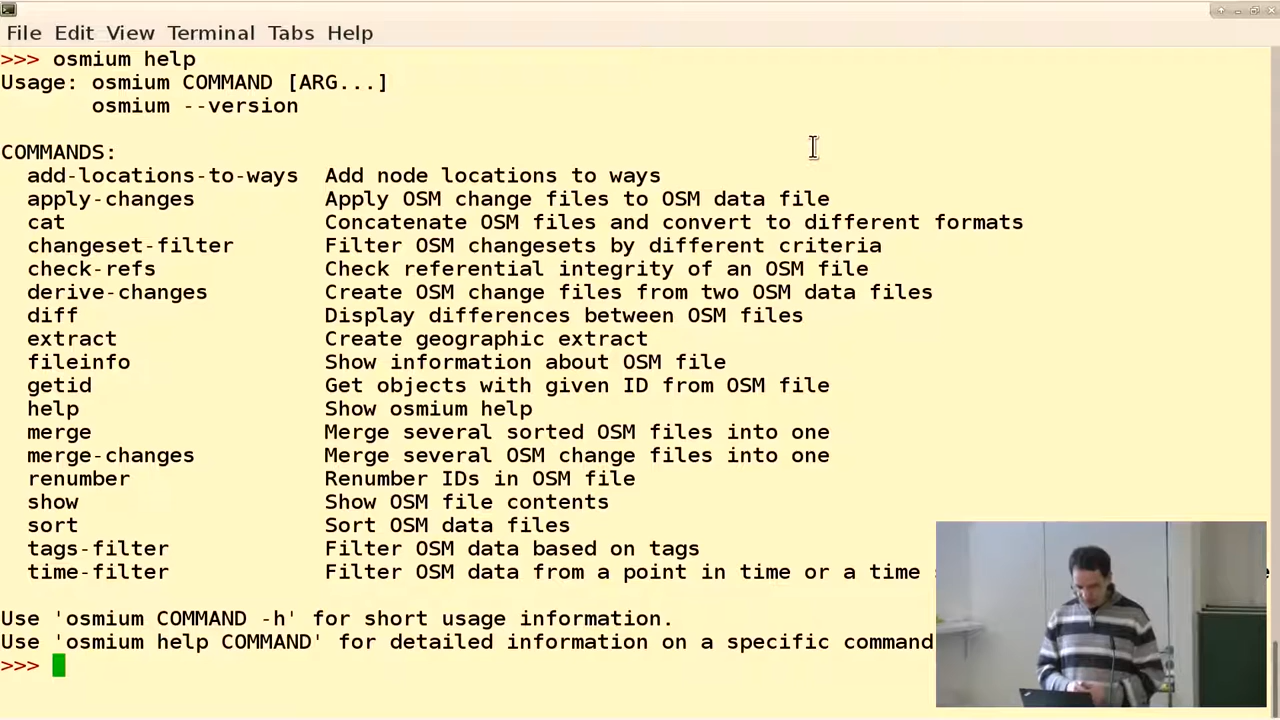 File Edit View Terminal Tabs Help
>>> osmium help
Usage: osmium COMMAND [ARG...]
osmium --version
COMMANDS:
add-locations-to-ways Add node locations to ways
apply-changes Apply OSM change files to OSM data file
cat Concatenate OSM files and convert to different formats
changeset-filter Filter OSM changesets by different criteria
check-refs Check referential integrity of an OSM file
derive-changes Create OSM change files from two OSM data files
diff Display differences between OSM files
extract Create geographic extract
fileinfo Show information about OSM file
getid Get objects with given ID from OSM file
help Show osmium help
merge Merge several sorted OSM files into one
merge-changes Merge several OSM change files into one
renumber Renumber IDs in OSM file
show Show OSM file contents
sort Sort OSM data files
tags-filter Filter OSM data based on tags
time-filter Filter OSM data from a point in time or a time
Use 'osmium COMMAND -h' for short usage information.
Use 'osmium help COMMAND' for detailed information on a specific command
>>>